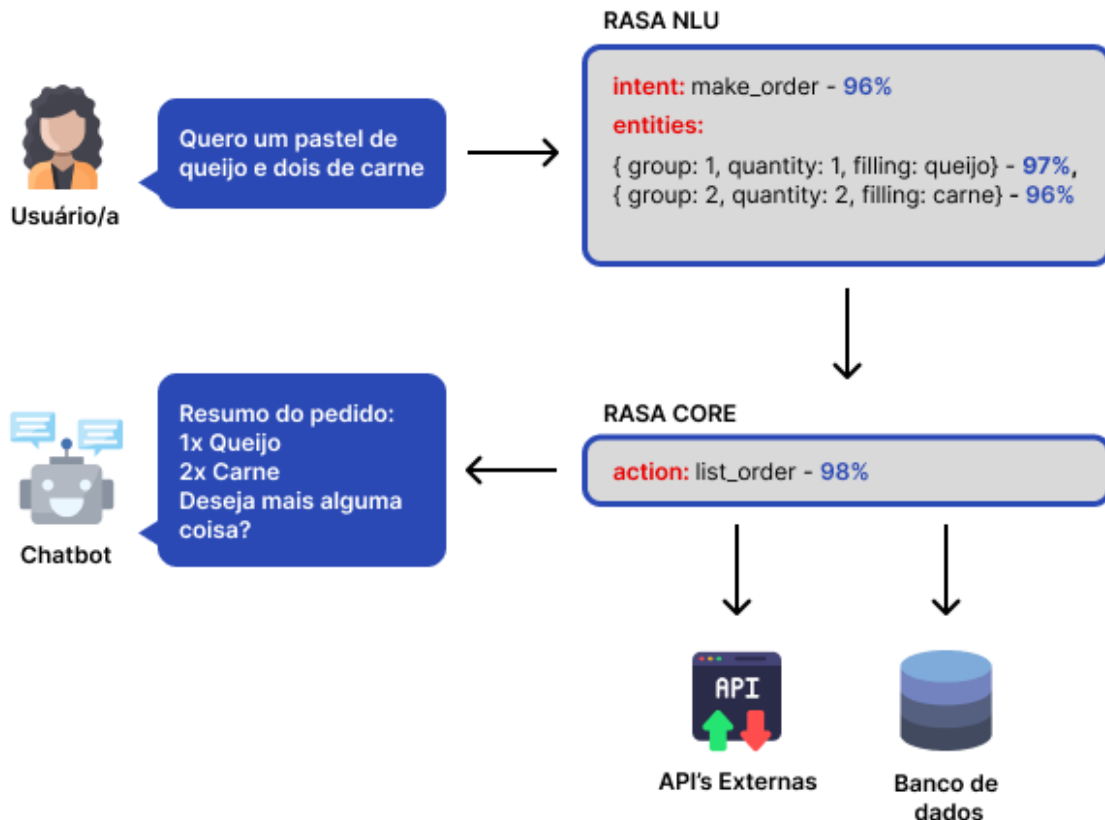 Quero um pastel de
queijo e dois de carne
Usuário/a
RASA NLU
intent: make_order - 96%
entities:
{ group: 1, quantity: 1, filling: queijo} - 97%,
{ group: 2, quantity: 2, filling: carne} - 96%
RASA CORE
action: list_order - 98%
Resumo do pedido:
1x Queijo
2x Carne
Deseja mais alguma
coisa?
Chatbot
API
API's Externas
Banco de
dados